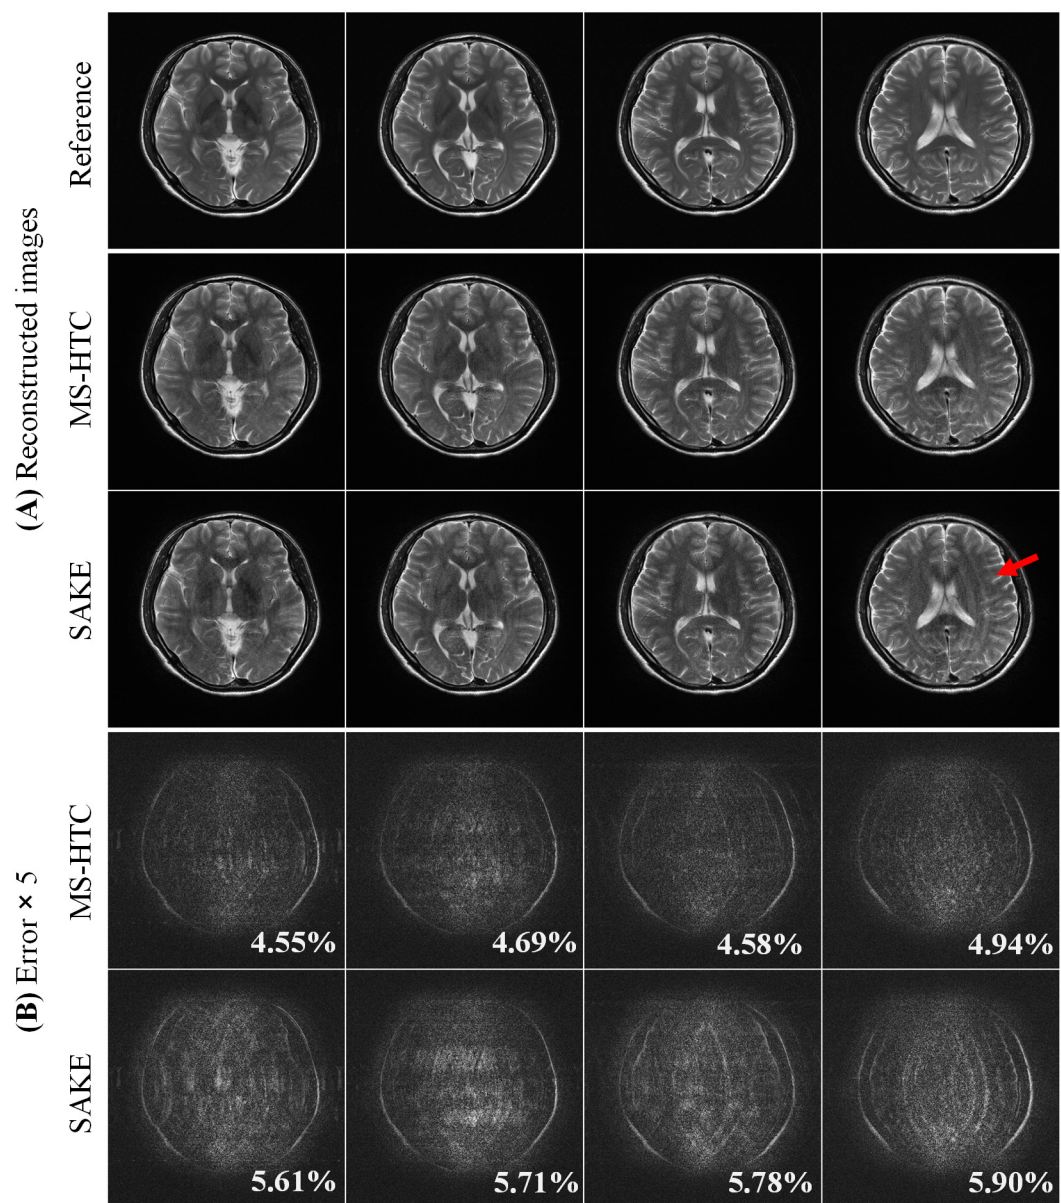 (A) Reconstructed images
Reference
MS-HTC
SAKE
(B) Error × 5
MS-HTC
4.55%
4.69%
4.58%
4.94%
SAKE
5.61%
5.71%
5.78%
5.90%